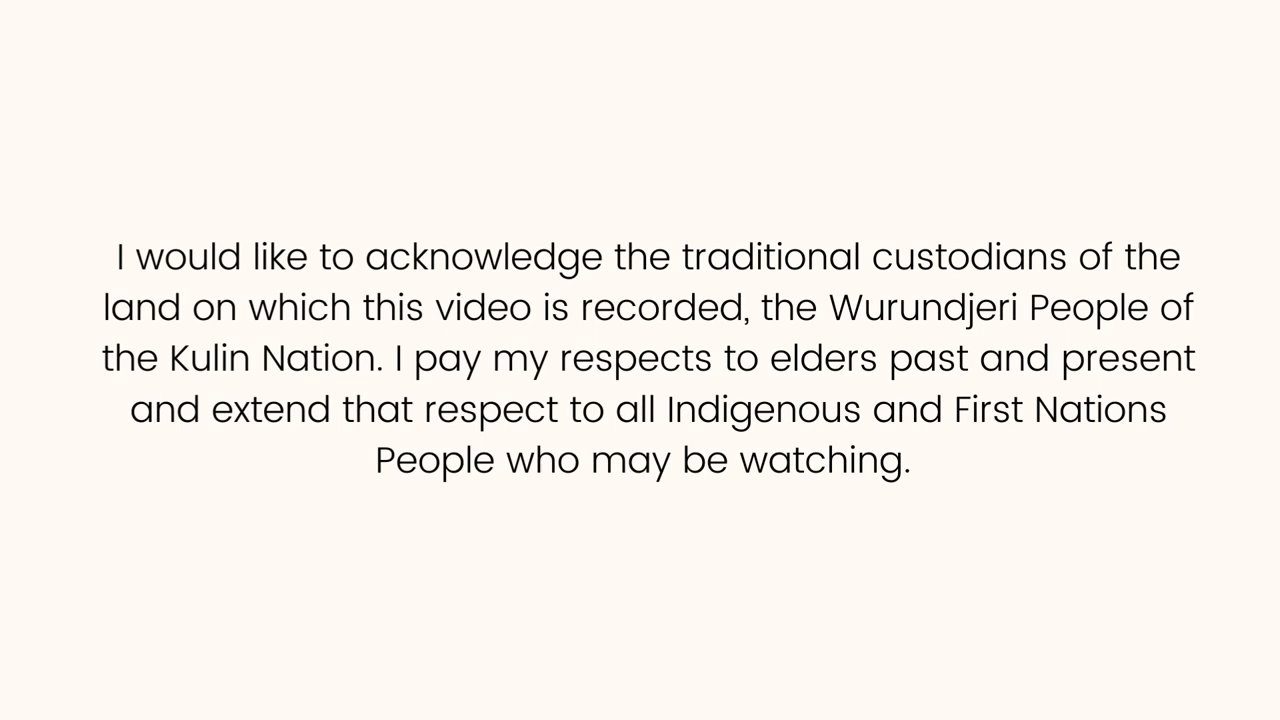 I would like to acknowledge the traditional custodians of the
land on which this video is recorded, the Wurundjeri People of
the Kulin Nation. I pay my respects to elders past and present
and extend that respect to all Indigenous and First Nations
People who may be watching.